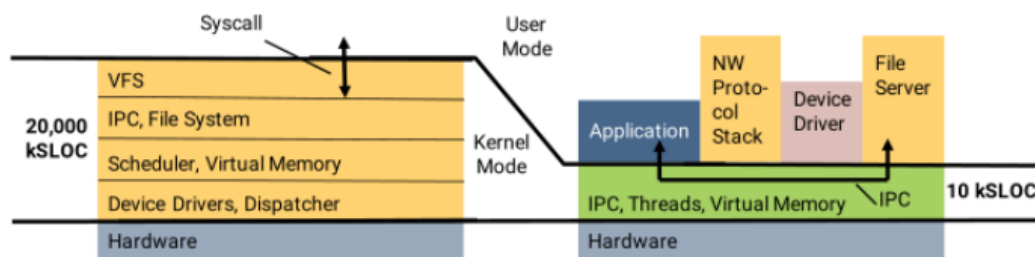 Syscall
User
Mode
VFS
IPC, File System
20,000
kSLOC
Scheduler, Virtual Memory
Kernel
Mode
Device Drivers, Dispatcher
Hardware
Application
NW
Proto-
col
Stack
Device
Driver
File
Server
IPC, Threads, Virtual Memory
IPC
10 kSLOC
Hardware